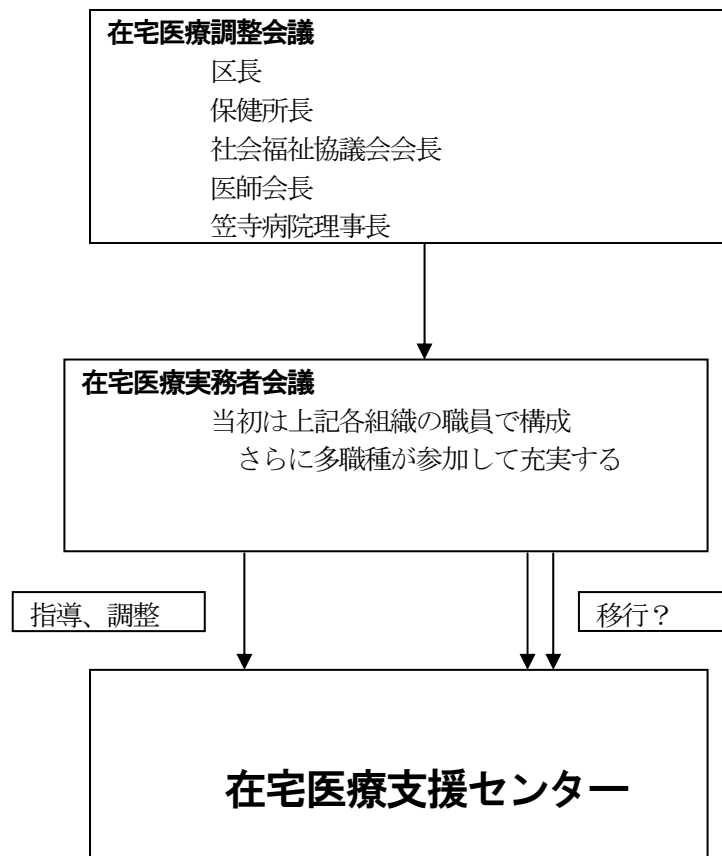 在宅医療調整会議
区長
保健所長
社会福祉協議会会長
医師会長
笠寺病院理事長
在宅医療実務者会議
当初は上記各組織の職員で構成
さらに多職種が参加して充実する
指導、調整
移行？
在宅医療支援センター